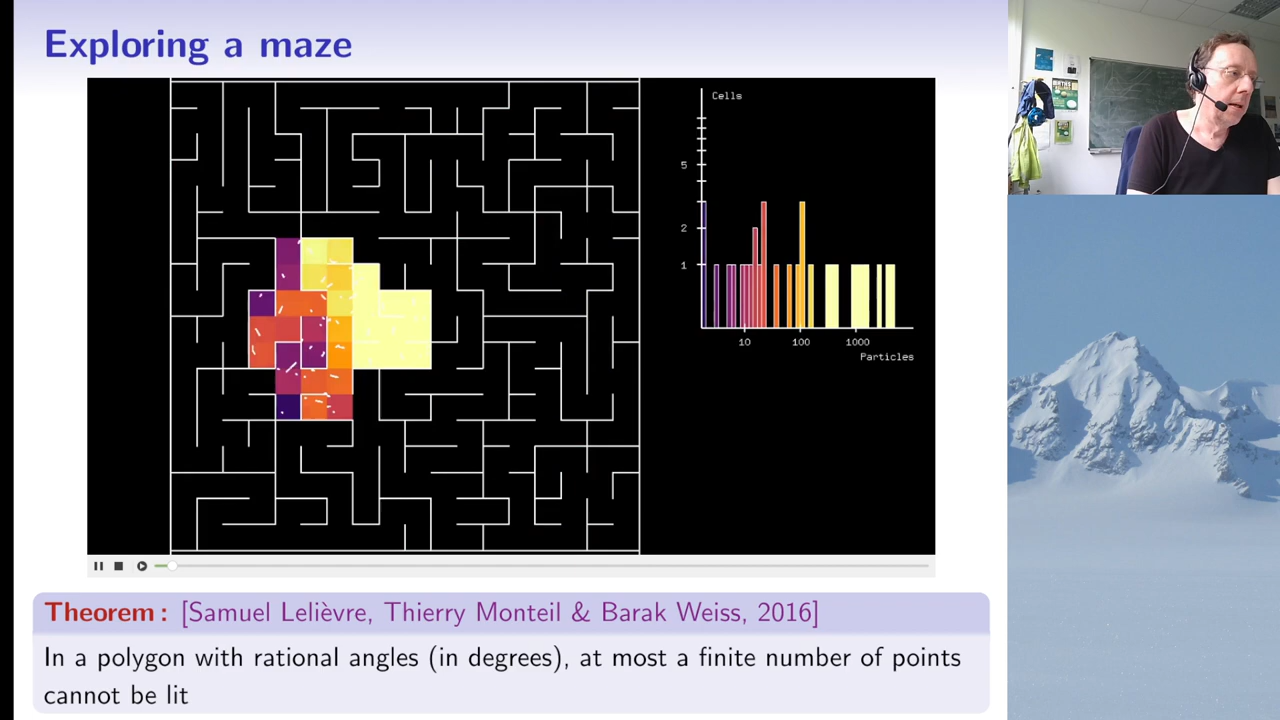 Exploring a maze
Cells
5
2
1
10 100 1000
Particles
Theorem : [Samuel Lelièvre, Thierry Monteil & Barak Weiss, 2016]
In a polygon with rational angles (in degrees), at most a finite number of points
cannot be lit